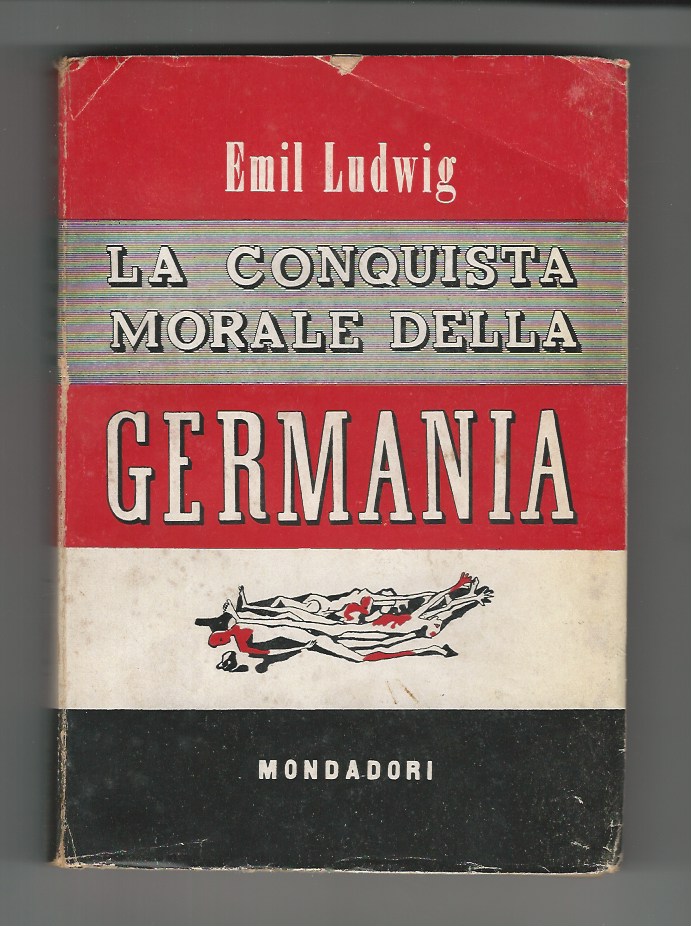 Emil Ludwig
LA CONQUISTA
MORALE DELLA
GERMANIA
MONDADORI